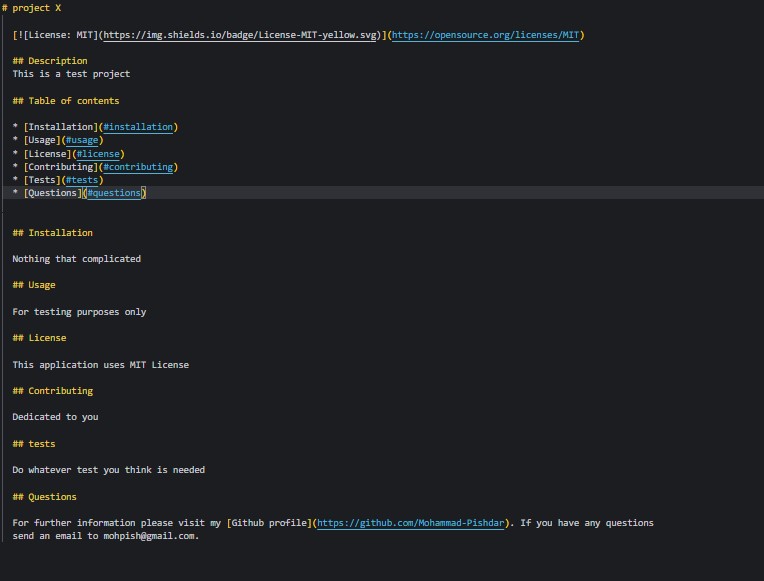 # project X
[![License: MIT](https://img.shields.io/badge/License-MIT-yellow.svg)](https://opensource.org/licenses/MIT)
## Description
This is a test project
## Table of contents
* [Installation](#installation)
* [Usage](#usage)
* [License](#license)
* [Contributing](#contributing)
* [Tests](#tests)
* [Questions](#questions)
## Installation
Nothing that complicated
## Usage
For testing purposes only
## License
This application uses MIT License
## Contributing
Dedicated to you
## tests
Do whatever test you think is needed
## Questions
For further information please visit my [Github profile](https://github.com/Mohammad-Pishdar). If you have any questions
send an email to mohpish@gmail.com.